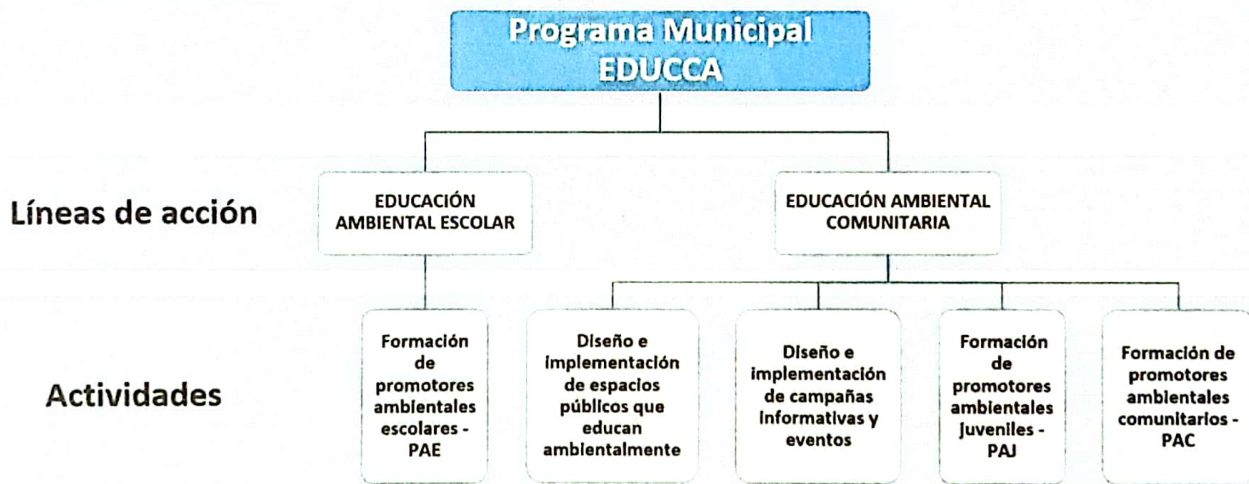 Programa Municipal
EDUCCA
Líneas de acción
EDUCACIÓN
AMBIENTAL ESCOLAR
EDUCACIÓN AMBIENTAL
COMUNITARIA
Actividades
Formación
de
promotores
ambientales
escolares -
PAE
Diseño e
implementación
de espacios
públicos que
educan
ambientalmente
Diseño e
implementación
de campañas
informativas y
eventos
Formación
de
promotores
ambientales
juveniles -
PAJ
Formación de
promotores
ambientales
comunitarios -
PAC